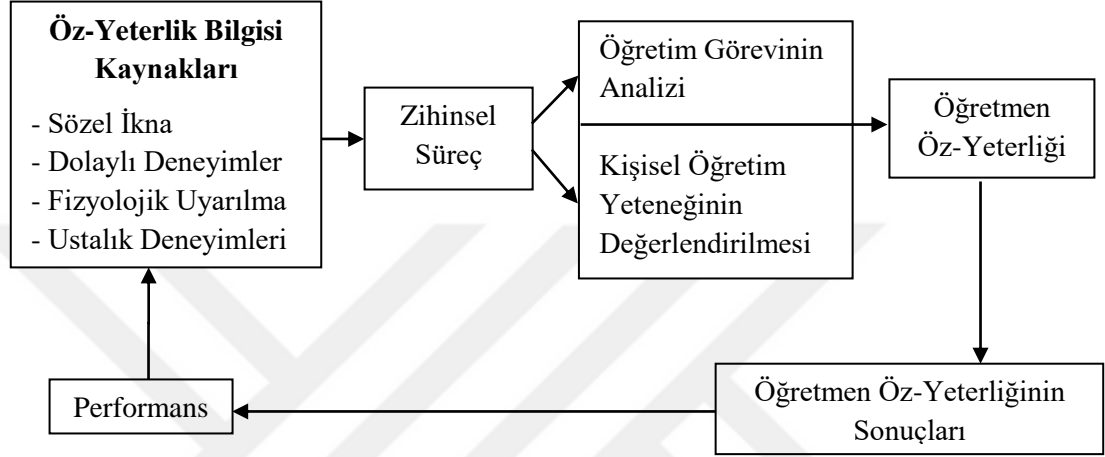 Öz-Yeterlik Bilgisi
Kaynakları
- Sözel İkna
- Dolaylı Deneyimler
- Fizyolojik Uyarılma
- Ustalık Deneyimleri
Zihinsel
Süreç
Öğretim Görevinin
Analizi
Kişisel Öğretim
Yeteneğinin
Değerlendirilmesi
Öğretmen
Öz-Yeterliği
Öğretmen Öz-Yeterliğinin
Sonuçları
Performans